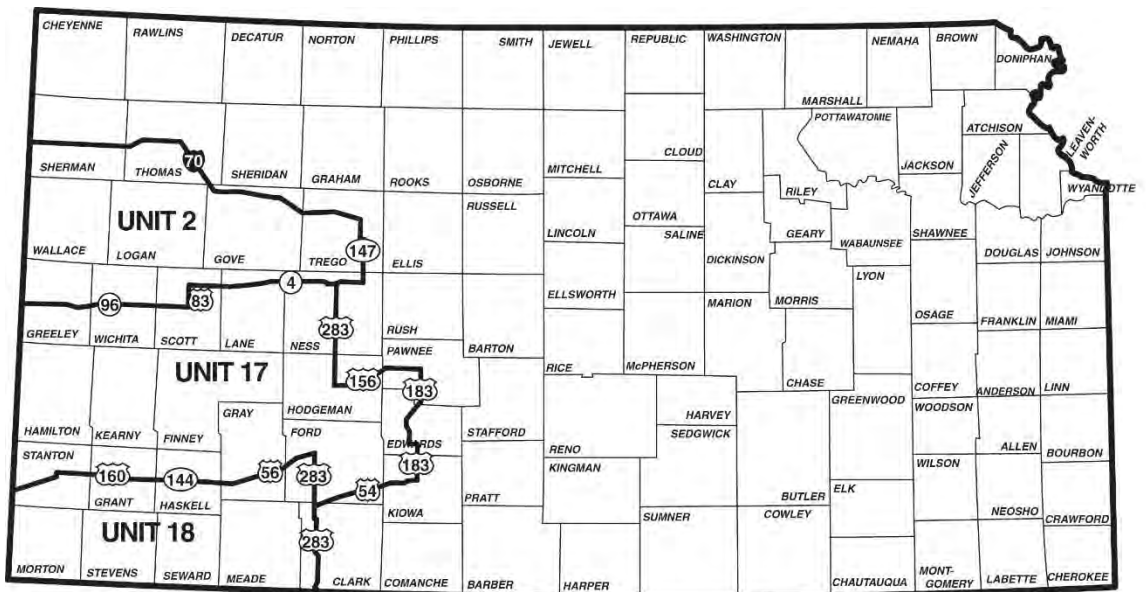 CHEYENNE RAWLINS DECATUR NORTON PHILLIPS SMITH JEWELL REPUBLIC WASHINGTON NEMAHA BROWN
DONIPHAN
MARSHALL
POTTAWATOMIE ATCHISON LEAVEN-
WORTH
70
SHERMAN THOMAS SHERIDAN GRAHAM ROOKS OSBORNE MITCHELL CLOUD CLAY RILEY JACKSON JEFFERSON WYANDOTTE
RUSSELL
UNIT 2
147
WALLACE LOGAN GOVE TREGO ELLIS LINCOLN OTTAWA GEARY WABAUNSEE SHAWNEE DOUGLAS JOHNSON
SALINE DICKINSON LYON
96 83 4
283
ELLSWORTH MARION MORRIS
GREELEY WICHITA SCOTT LANE NESS RUSH BARTON OSAGE FRANKLIN MIAMI
PAWNEE
UNIT 17
156
183
RICE McPHERSON CHASE COFFEY ANDERSON LINN
GRAY HODGEMAN HARVEY GREENWOOD WOODSON
HAMILTON KEARNY FINNEY FORD EDWARDS STAFFORD SEDGWICK
STANTON RENO ALLEN BOURBON
160 144 56 283 54 183
KINGMAN WILSON
GRANT HASKELL KIOWA PRATT BUTLER ELK NEOSHO
SUMNER COWLEY CRAWFORD
UNIT 18
283
MORTON STEVENS SEWARD MEADE CLARK COMANCHE BARBER HARPER CHAUTAUQUA MONT-
GOMERY LABETTE CHEROKEE